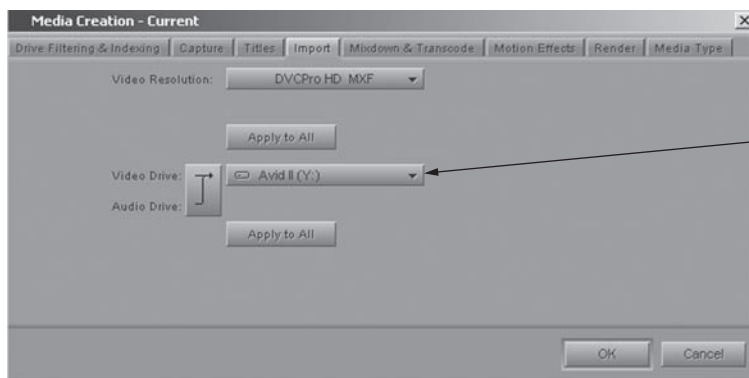 Media Creation - Current
Drive Filtering & Indexing Capture Titles Import Mixdown & Transcode Motion Effects Render Media Type
Video Resolution: DVCPro HD MXF
Apply to All
Video Drive: Avid II (Y:)
Audio Drive:
Apply to All
OK Cancel